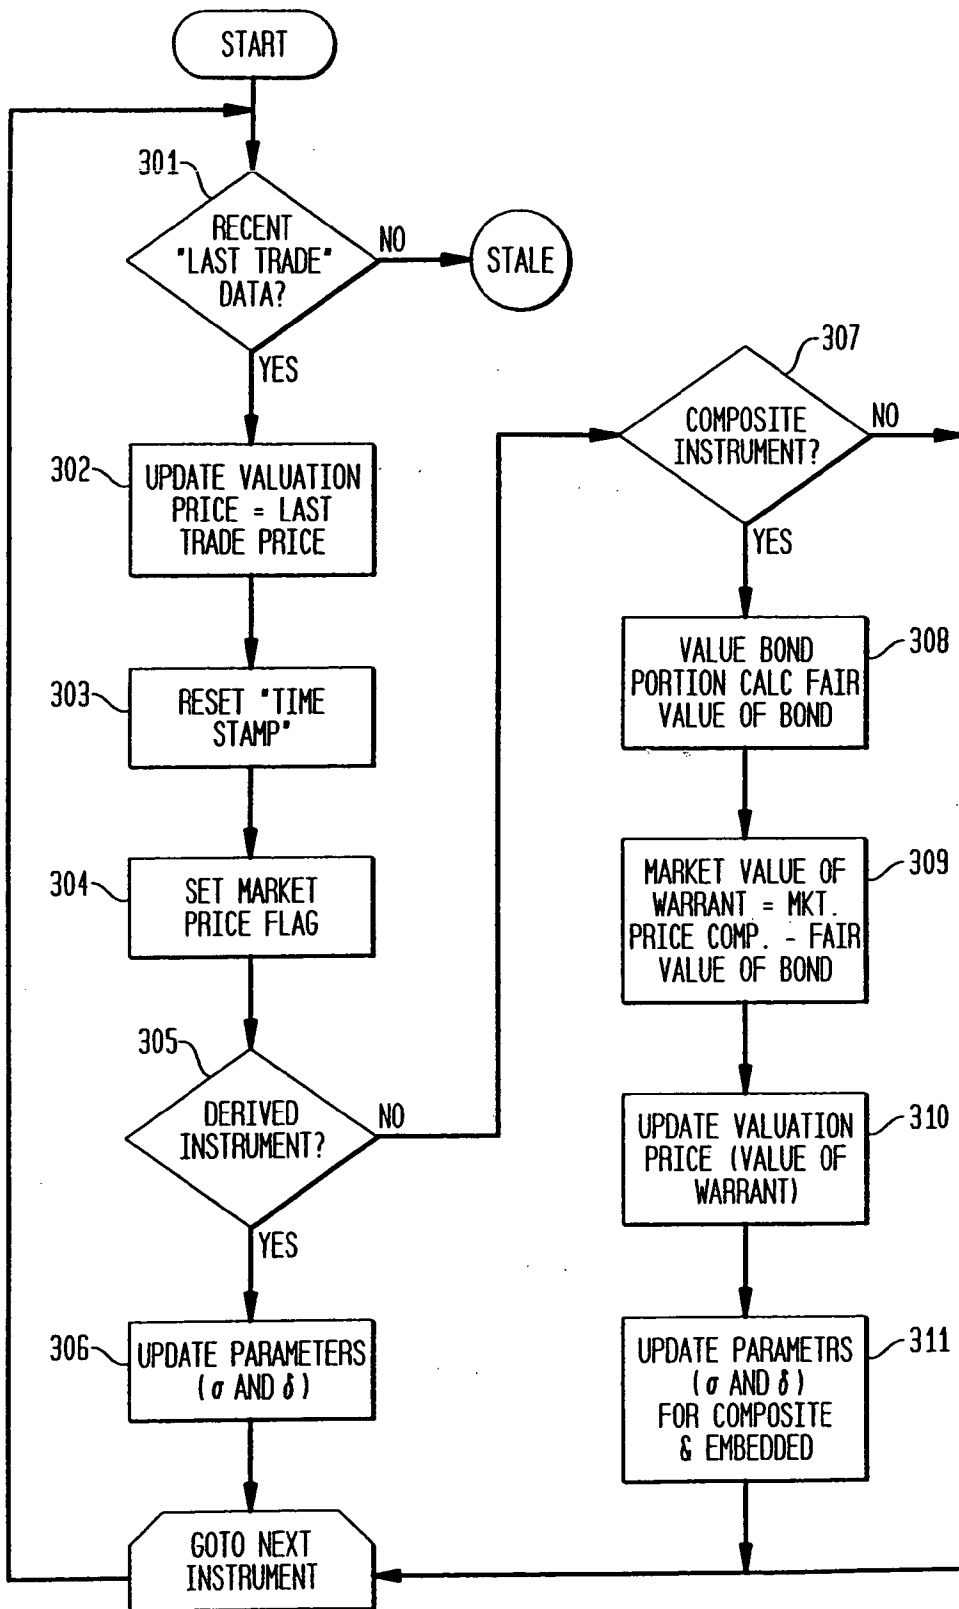 START
301
RECENT
"LAST TRADE"
DATA?
NO
STALE
YES
302
UPDATE VALUATION
PRICE = LAST
TRADE PRICE
303
RESET "TIME
STAMP"
304
SET MARKET
PRICE FLAG
305
DERIVED
INSTRUMENT?
NO
YES
306
UPDATE PARAMETERS
(σ AND δ)
GOTO NEXT
INSTRUMENT
307
COMPOSITE
INSTRUMENT?
NO
YES
308
VALUE BOND
PORTION CALC FAIR
VALUE OF BOND
309
MARKET VALUE OF
WARRANT = MKT.
PRICE COMP. - FAIR
VALUE OF BOND
310
UPDATE VALUATION
PRICE (VALUE OF
WARRANT)
311
UPDATE PARAMETRS
(σ AND δ)
FOR COMPOSITE
& EMBEDDED